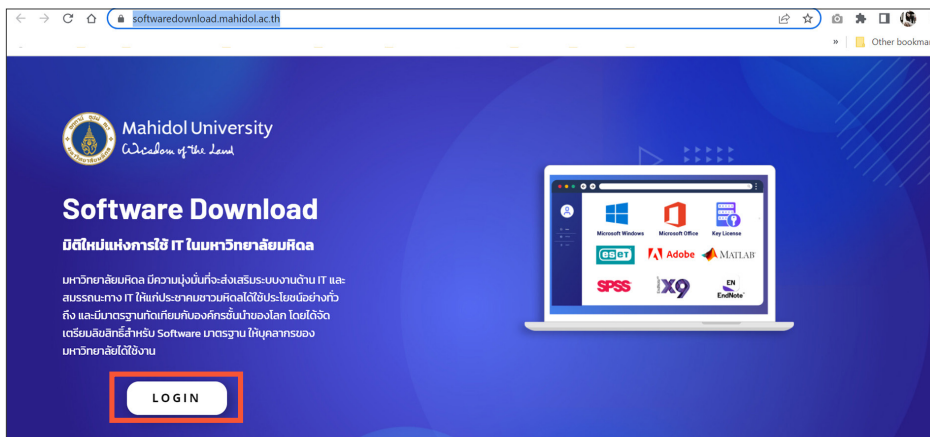 softwaredownload.mahidol.ac.th
» Other bookmar
Mahidol University
Wisdom of the Land
Software Download
มิติใหม่แห่งการใช้ IT ในมหาวิทยาลัยมหิดล
มหาวิทยาลัยมหิดล มีความมุ่งมั่นที่จะส่งเสริมระบบงานด้าน IT และ
สมรรถนะทาง IT ให้แก่ประชาคมชาวมหิดลได้ใช้ประโยชน์อย่างทั่ว
ถึง และมีมาตรฐานทัดเทียมกับองค์กรชั้นนำของโลก โดยได้จัด
เตรียมลิขสิทธิ์สำหรับ Software มาตรฐาน ให้บุคลากรของ
มหาวิทยาลัยได้ใช้งาน
LOGIN
Microsoft Windows Microsoft Office Key License
eset Adobe MATLAB
SPSS X9 EN
EndNote